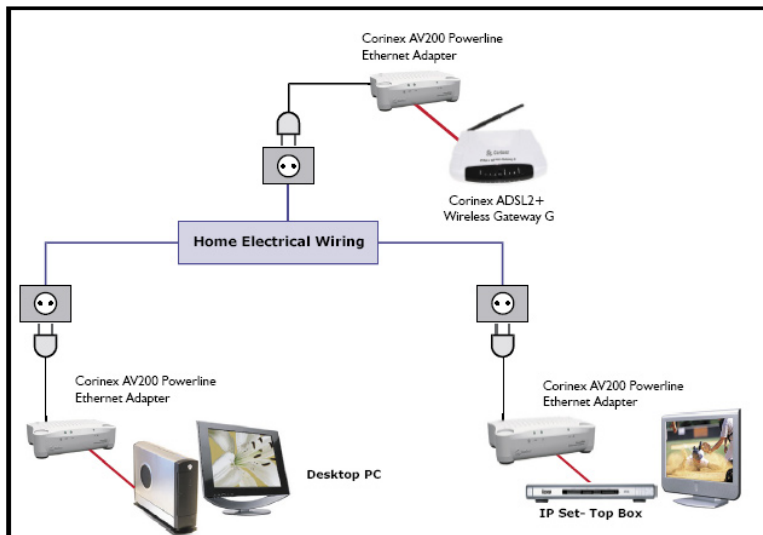 Corinex AV200 Powerline
Ethernet Adapter
Corinex ADSL2+
Wireless Gateway G
Home Electrical Wiring
Corinex AV200 Powerline
Ethernet Adapter
Desktop PC
Corinex AV200 Powerline
Ethernet Adapter
IP Set- Top Box